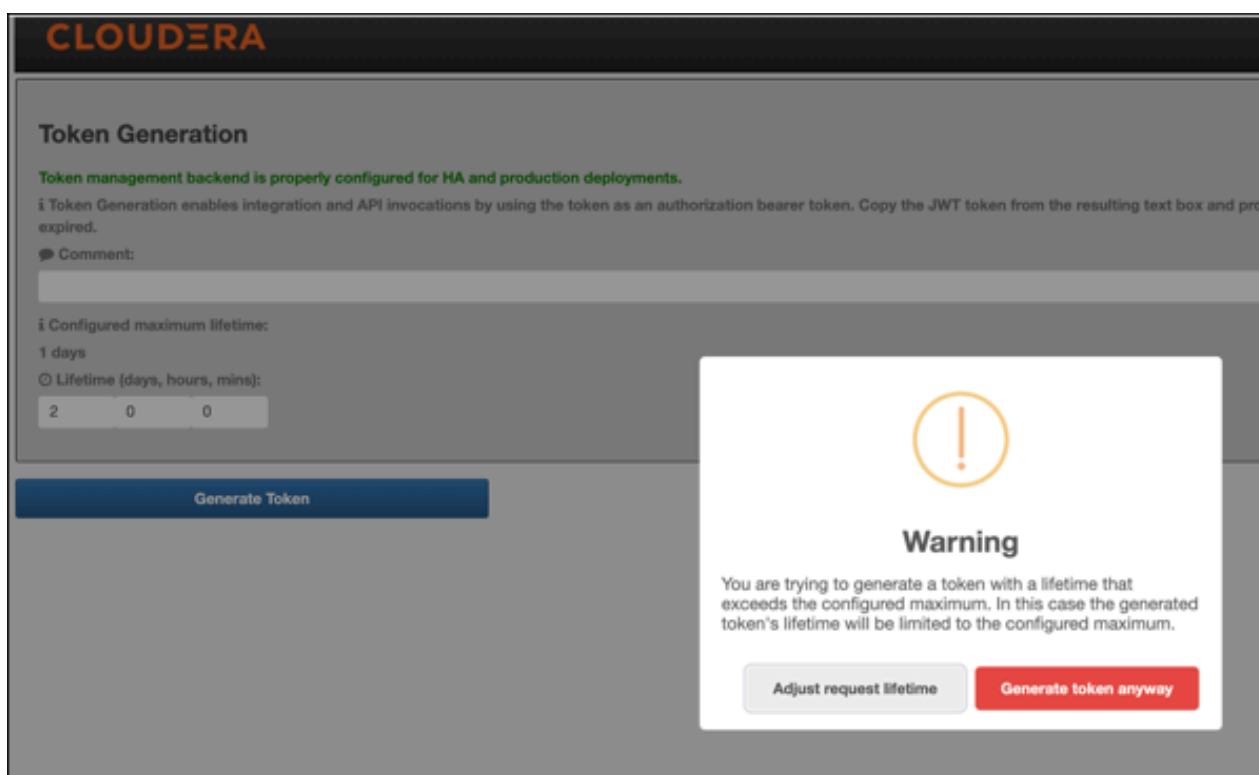 CLOUDERA
Token Generation
Token management backend is properly configured for HA and production deployments.
i Token Generation enables integration and API invocations by using the token as an authorization bearer token. Copy the JWT token from the resulting text box and pro
expired.
Comment:
i Configured maximum lifetime:
1 days
Lifetime (days, hours, mins):
2 0 0
Generate Token
Warning
You are trying to generate a token with a lifetime that
exceeds the configured maximum. In this case the generated
token's lifetime will be limited to the configured maximum.
Adjust request lifetime Generate token anyway